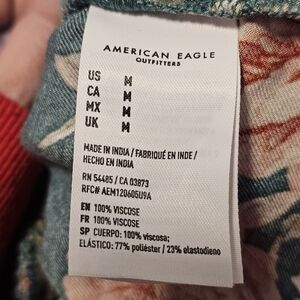 AMERICAN EAGLE
OUTFITTERS
US M
CA M
MX M
UK M
MADE IN INDIA / FABRIQUÉ EN INDE /
HECHO EN INDIA
RN 54485 / CA 03873
RFC# AEM120605U9A
EN 100% VISCOSE
FR 100% VISCOSE
SP CUERPO: 100% viscosa;
ELÁSTICO: 77% poliéster / 23% elastodieno